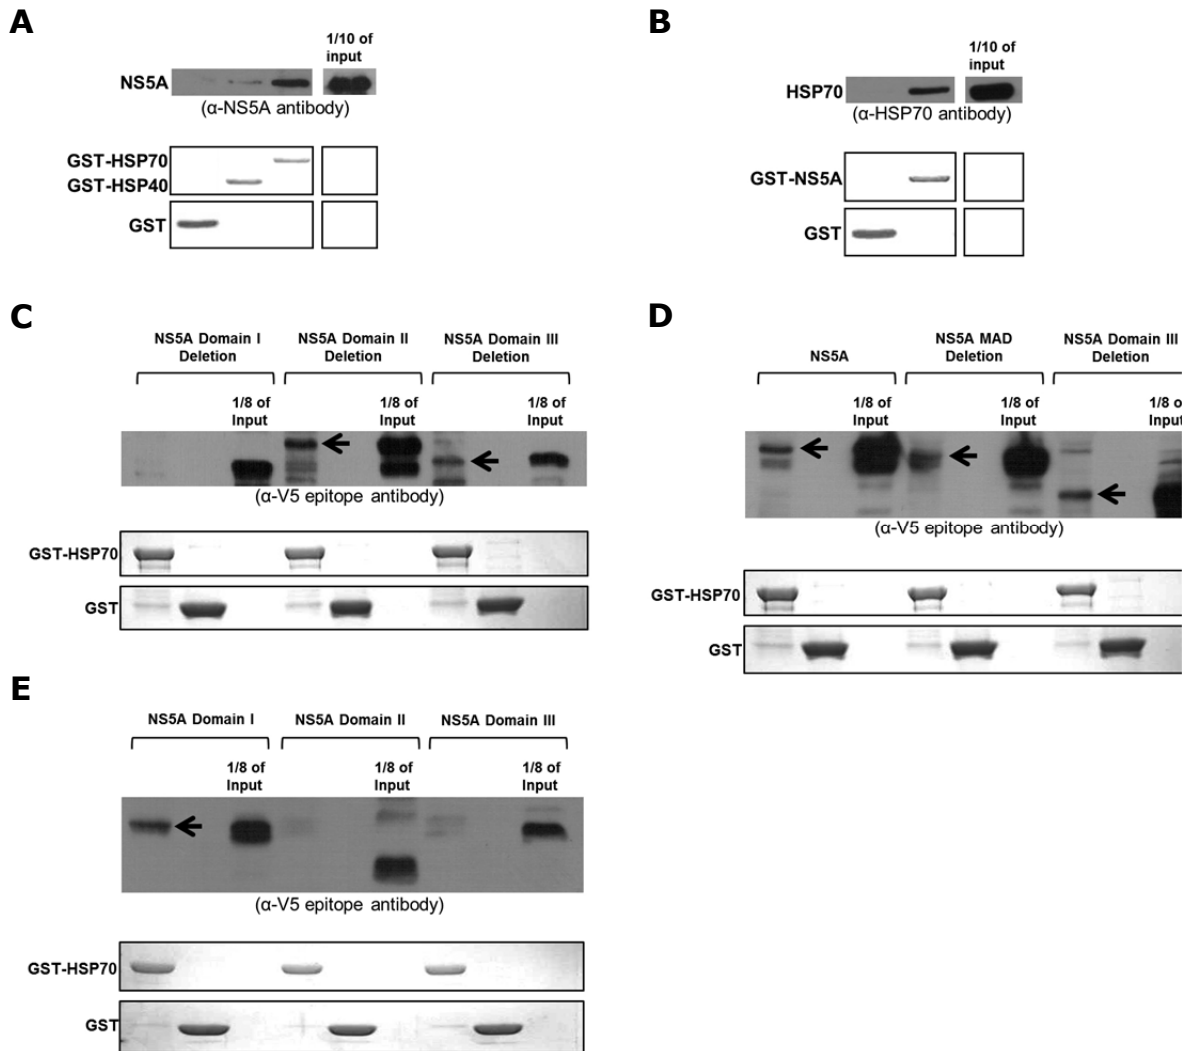 A
1/10 of
input
NS5A
(α-NS5A antibody)
GST-HSP70
GST-HSP40
GST
B
1/10 of
input
HSP70
(α-HSP70 antibody)
GST-NS5A
GST
C
NS5A Domain I
Deletion
NS5A Domain II
Deletion
NS5A Domain III
Deletion
1/8 of
Input
1/8 of
Input
1/8 of
Input
(α-V5 epitope antibody)
GST-HSP70
GST
D
NS5A
NS5A MAD
Deletion
NS5A Domain III
Deletion
1/8 of
Input
1/8 of
Input
1/8 o
Input
(α-V5 epitope antibody)
GST-HSP70
GST
E
NS5A Domain I
NS5A Domain II
NS5A Domain III
1/8 of
Input
1/8 of
Input
1/8 of
Input
(α-V5 epitope antibody)
GST-HSP70
GST